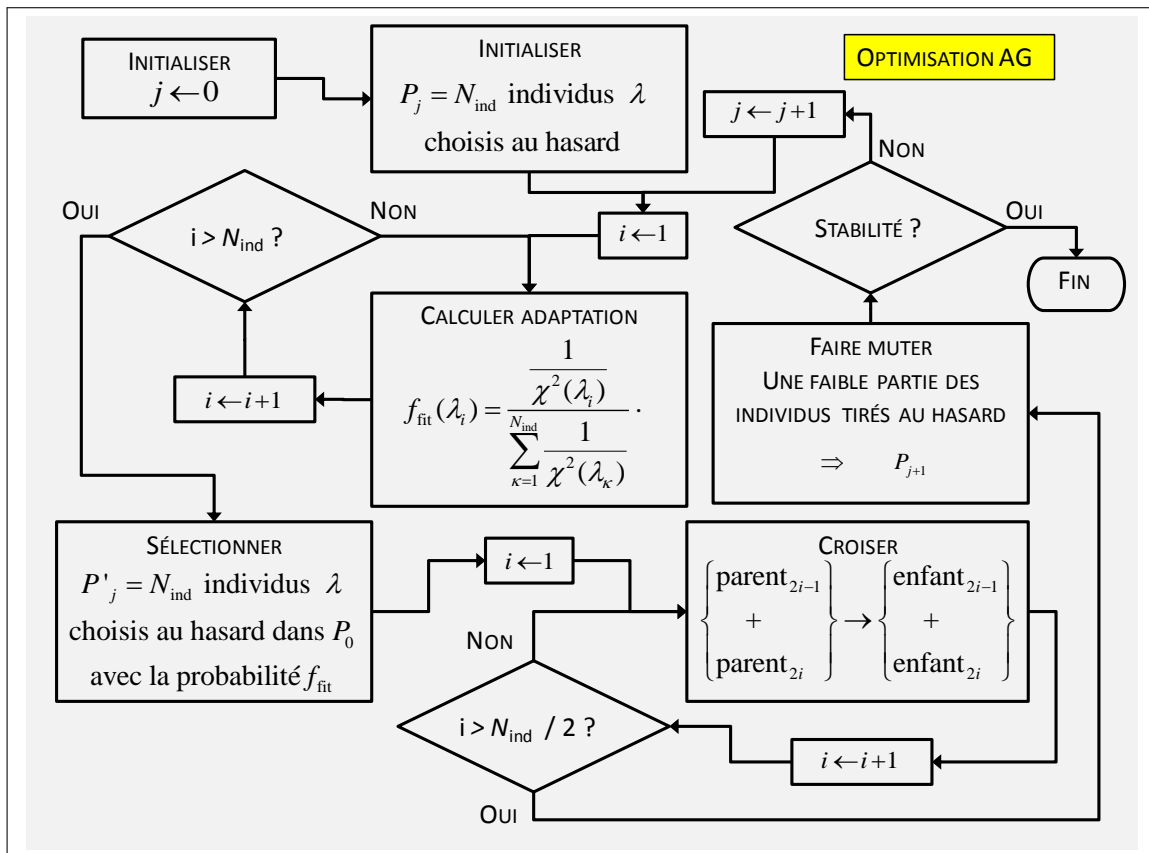 INITIALISER
j ← 0
INITIALISER
P_j = N_ind individus λ
choisis au hasard
OPTIMISATION AG
j ← j+1
NON
OUI
STABILITÉ ?
FIN
OUI
NON
i > N_ind ?
i ← 1
CALCULER ADAPTATION
f_fit(λ_i) = (1 / χ²(λ_i)) / (∑_{κ=1}^{N_ind} 1 / χ²(λ_κ)) .
i ← i+1
FAIRE MUTER
UNE FAIBLE PARTIE DES
INDIVIDUS TIRÉS AU HASARD
⇒ P_{j+1}
SÉLECTIONNER
P'_j = N_ind individus λ
choisis au hasard dans P_0
avec la probabilité f_fit
i ← 1
CROISER
{parent_{2i−1} + parent_{2i}} → {enfant_{2i−1} + enfant_{2i}}
NON
i > N_ind / 2 ?
i ← i+1
OUI